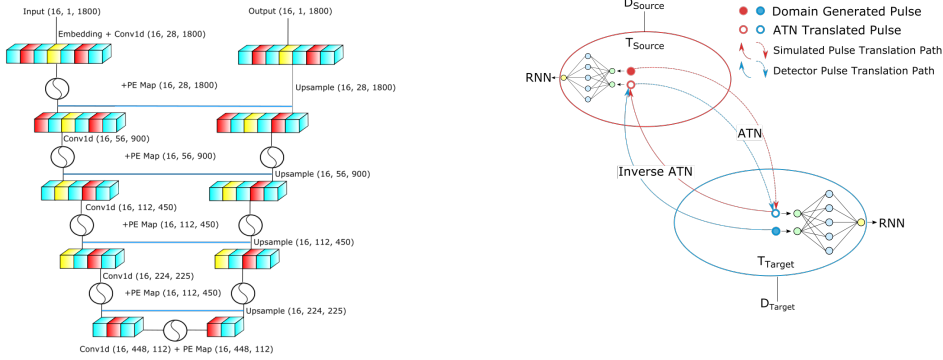 Input (16, 1, 1800)
Output (16, 1, 1800)
Embedding + Conv1d (16, 28, 1800)
+PE Map (16, 28, 1800)
Upsample (16, 28, 1800)
Conv1d (16, 56, 900)
+PE Map (16, 56, 900)
Upsample (16, 56, 900)
Conv1d (16, 112, 450)
+PE Map (16, 112, 450)
Upsample (16, 112, 450)
Conv1d (16, 224, 225)
+PE Map (16, 112, 450)
Upsample (16, 224, 225)
Conv1d (16, 448, 112) + PE Map (16, 448, 112)
D_Source
T_Source
RNN
Domain Generated Pulse
ATN Translated Pulse
Simulated Pulse Translation Path
Detector Pulse Translation Path
ATN
Inverse ATN
RNN
T_Target
D_Target